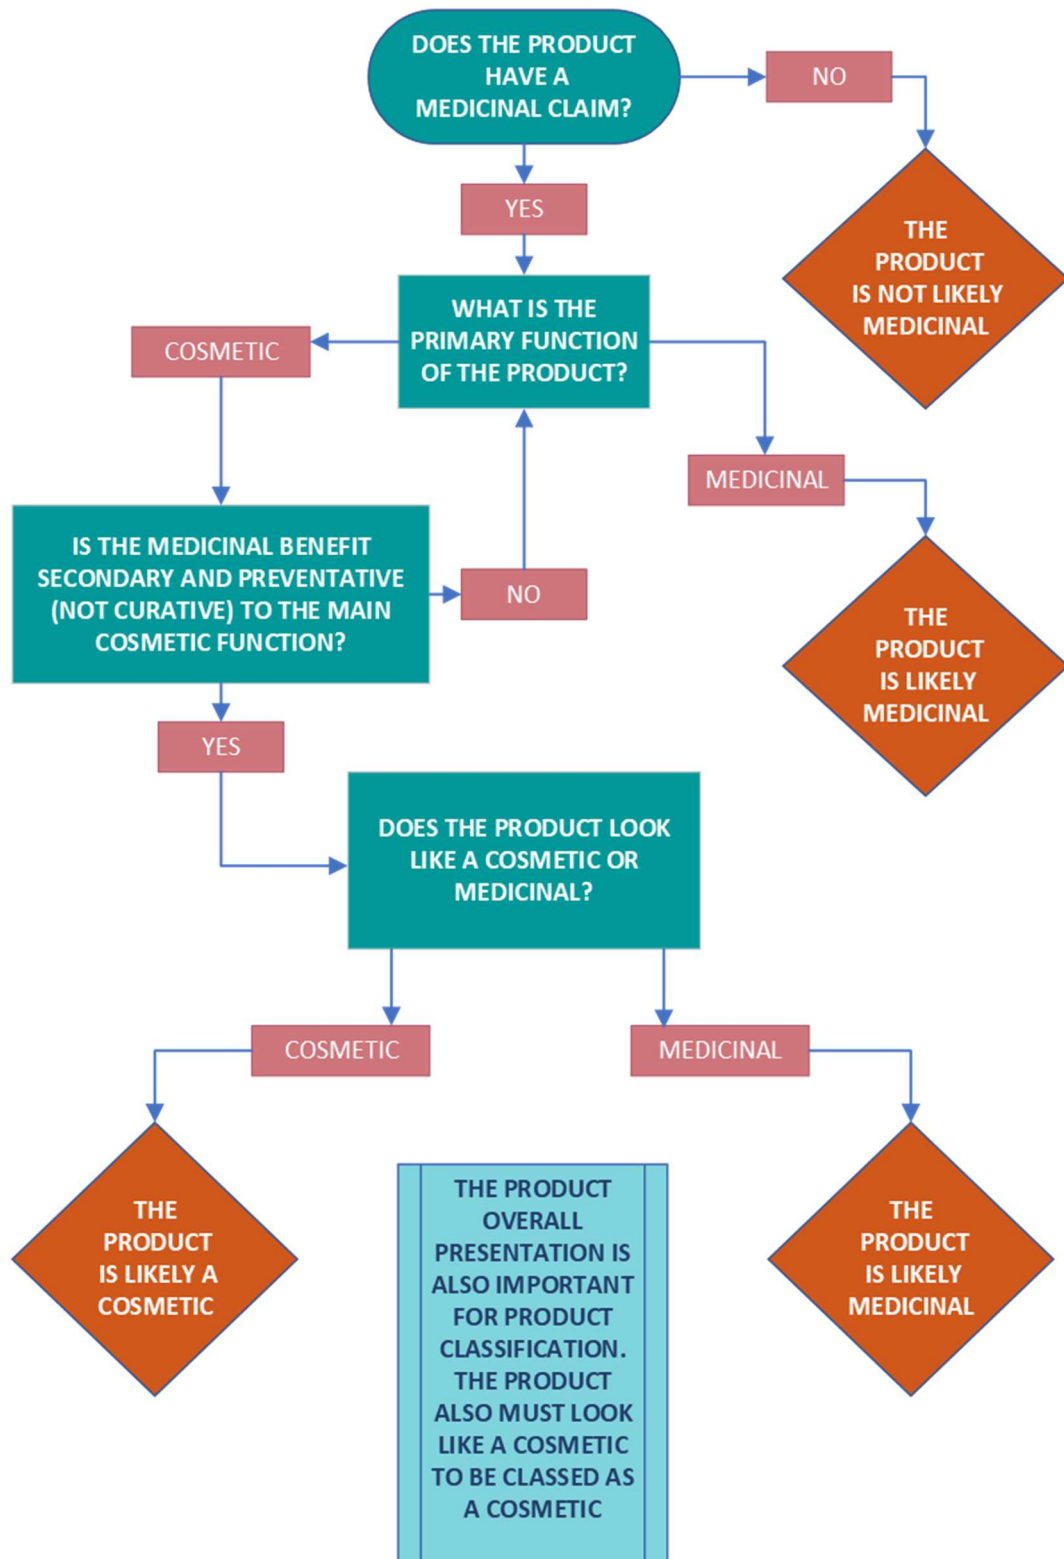 DOES THE PRODUCT
HAVE A
MEDICINAL CLAIM?
NO
YES
THE
PRODUCT
IS NOT LIKELY
MEDICINAL
WHAT IS THE
PRIMARY FUNCTION
OF THE PRODUCT?
COSMETIC
MEDICINAL
IS THE MEDICINAL BENEFIT
SECONDARY AND PREVENTATIVE
(NOT CURATIVE) TO THE MAIN
COSMETIC FUNCTION?
NO
THE
PRODUCT
IS LIKELY
MEDICINAL
YES
DOES THE PRODUCT LOOK
LIKE A COSMETIC OR
MEDICINAL?
COSMETIC
MEDICINAL
THE
PRODUCT
IS LIKELY A
COSMETIC
THE PRODUCT
OVERALL
PRESENTATION IS
ALSO IMPORTANT
FOR PRODUCT
CLASSIFICATION.
THE PRODUCT
ALSO MUST LOOK
LIKE A COSMETIC
TO BE CLASSED AS
A COSMETIC
THE
PRODUCT
IS LIKELY
MEDICINAL